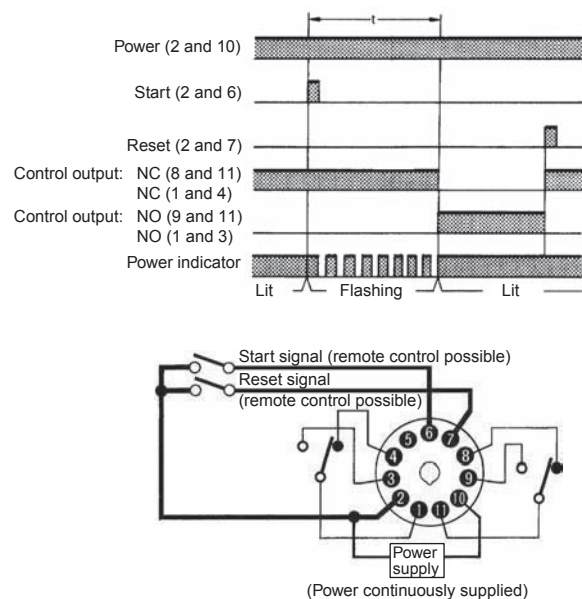 t
Power (2 and 10)
Start (2 and 6)
Reset (2 and 7)
Control output: NC (8 and 11)
NC (1 and 4)
Control output: NO (9 and 11)
NO (1 and 3)
Power indicator
Lit Flashing Lit
Start signal (remote control possible)
Reset signal
(remote control possible)
5 6 7
4 8
3 9
2 10
1 11
Power
supply
(Power continuously supplied)